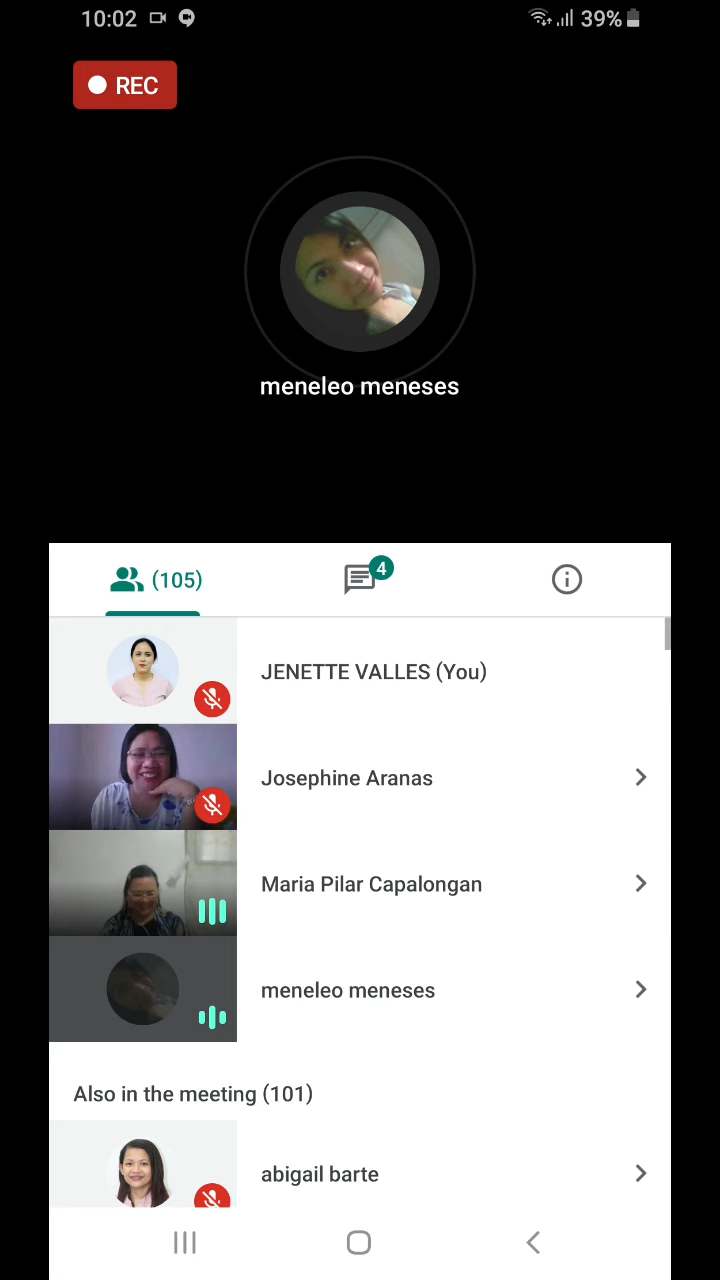 10:02
39%
REC
meneleo meneses
(105)
4
JENETTE VALLES (You)
Josephine Aranas
Maria Pilar Capalongan
meneleo meneses
Also in the meeting (101)
abigail barte